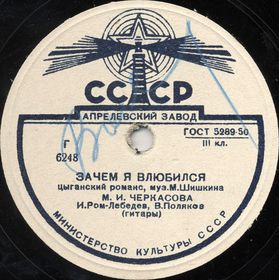 СССР
АПРЕЛЕВСКИЙ ЗАВОД
ГОСТ 5289-50
III кл.
Г
6248
ЗАЧЕМ Я ВЛЮБИЛСЯ
цыганский романс, муз.М.Шишкина
М. И. ЧЕРКАСОВА
И.Ром-Лебедев, В.Поляков
(гитары)
МИНИСТЕРСТВО КУЛЬТУРЫ СССР